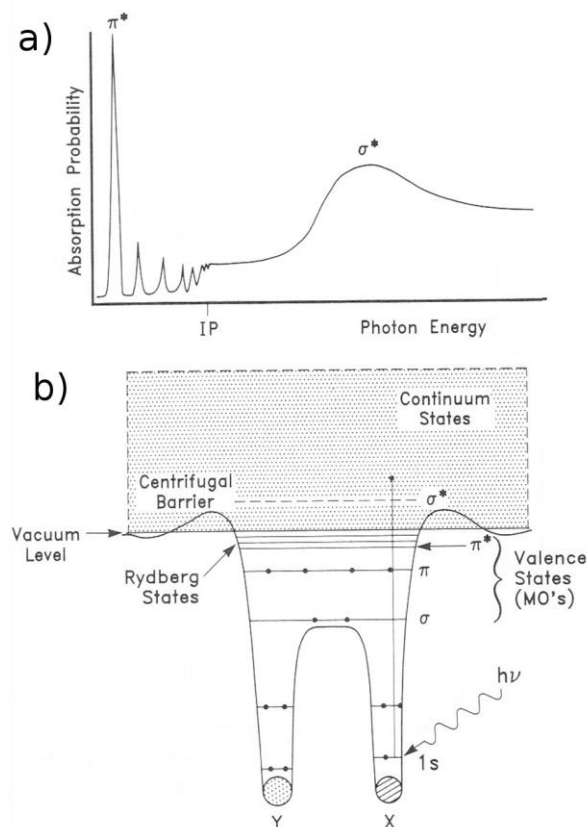 a)
π*
σ*
Absorption Probability
IP
Photon Energy
b)
Continuum
States
Centrifugal
Barrier
σ*
Vacuum
Level
π*
Rydberg
States
π
Valence
States
(MO's)
σ
hν
1s
Y
X